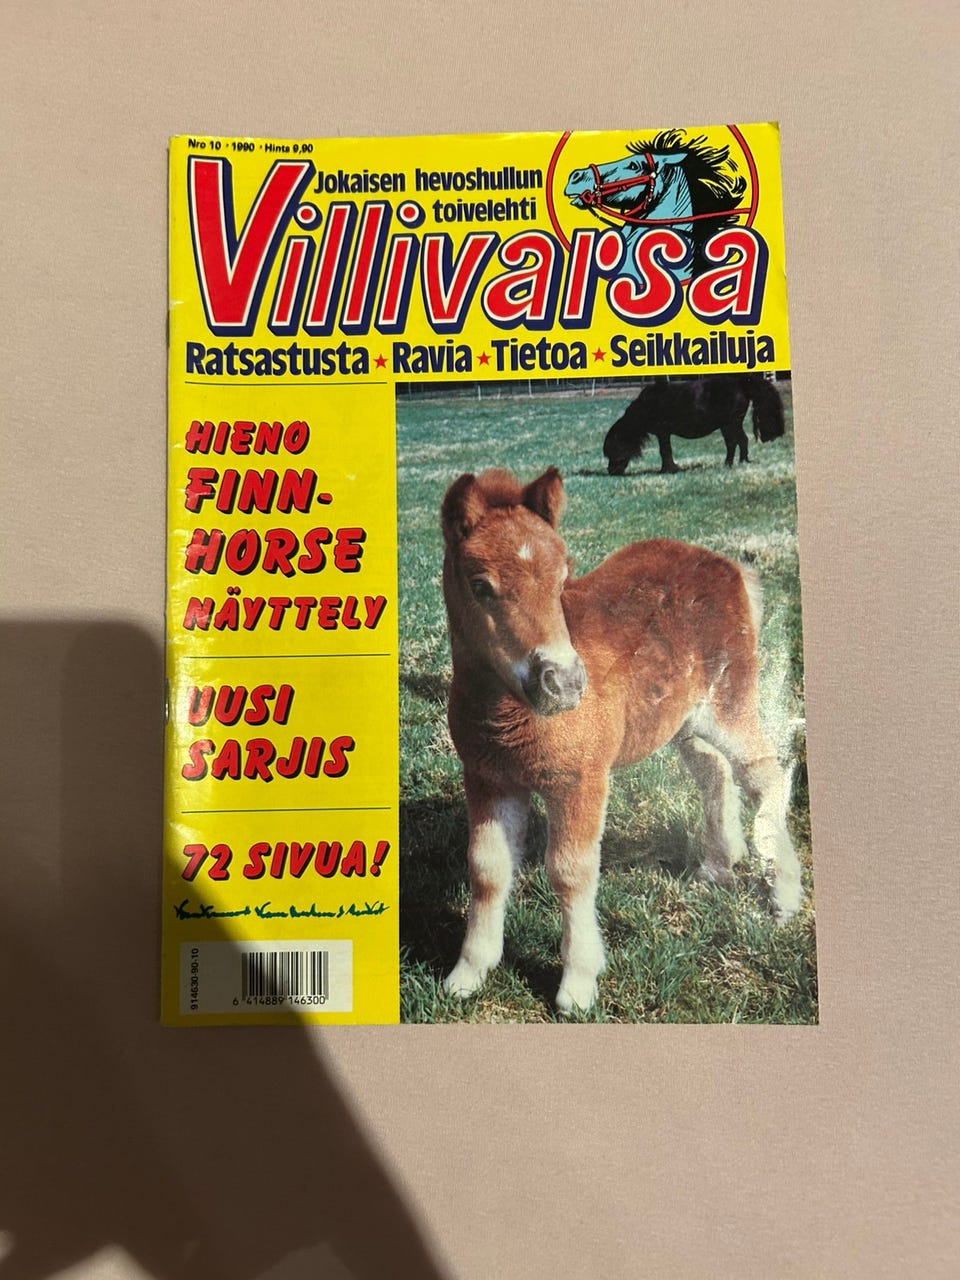 Nro 10 • 1990 • Hinta 9,90
Jokaisen hevoshullun
toivelehti
Villivarsa
Ratsastusta ★ Ravia ★ Tietoa ★ Seikkailuja
HIENO
FINN-
HORSE
NÄYTTELY
UUSI
SARJIS
72 SIVUA!
914630-90-10
6 414889 146300